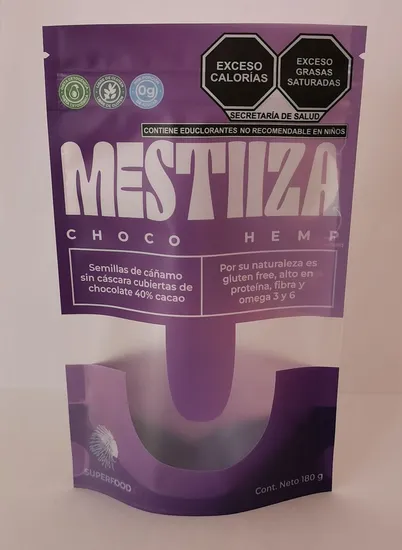 EXCESO
CALORÍAS
EXCESO
GRASAS
SATURADAS
SECRETARÍA DE SALUD
CONTIENE EDUCLORANTES NO RECOMENDABLE EN NIÑOS
0g
MESTIIZA
CHOCO HEMP
Semillas de cáñamo
sin cáscara cubiertas de
chocolate 40% cacao
Por su naturaleza es
gluten free, alto en
proteína, fibra y
omega 3 y 6
SUPERFOOD
Cont. Neto 180 g